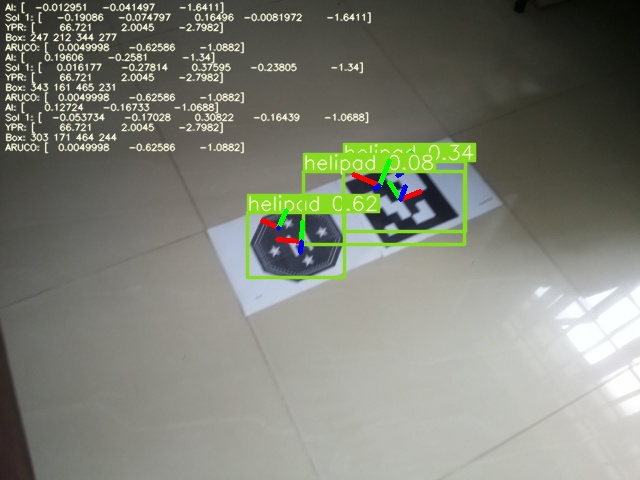 AI: [ -0.012951 -0.041497 -1.6411]
Sol 1: [ -0.19086 -0.074797 0.16496 -0.0081972 -1.6411]
YPR: [ 66.721 2.0045 -2.7982]
Box: 247 212 344 277
ARUCO: [ 0.0049998 -0.62586 -1.0882]
AI: [ 0.19606 -0.2581 -1.34]
Sol 1: [ 0.016177 -0.27814 0.37595 -0.23805 -1.34]
YPR: [ 66.721 2.0045 -2.7982]
Box: 343 161 465 231
ARUCO: [ 0.0049998 -0.62586 -1.0882]
AI: [ 0.12724 -0.16733 -1.0688]
Sol 1: [ -0.053734 -0.17028 0.30822 -0.16439 -1.0688]
YPR: [ 66.721 2.0045 -2.7982]
Box: 303 171 464 244
ARUCO: [ 0.0049998 -0.62586 -1.0882]
helipad 0.34
helipad 0.08
helipad 0.62